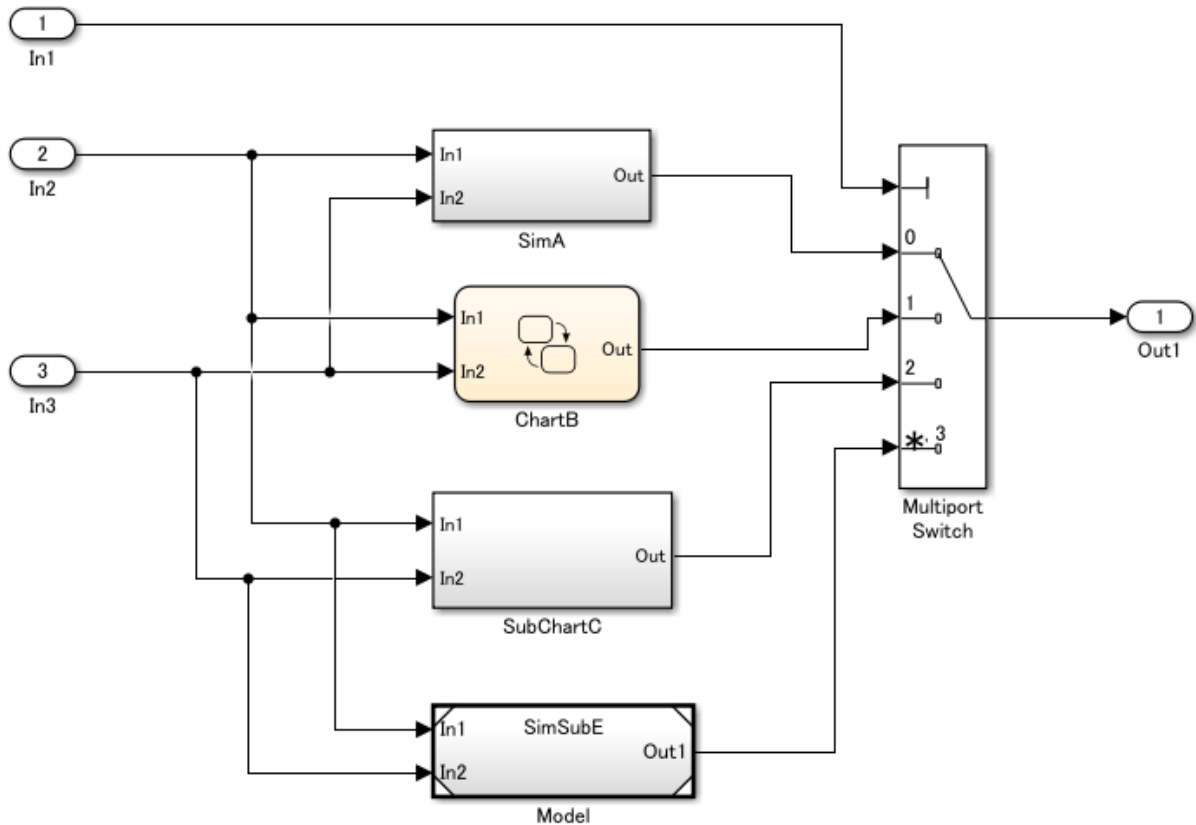 1
In1
2
In2
In1
In2
Out
SimA
0
In1
In2
Out
ChartB
1
3
In3
2
*, 3
1
Out1
Multiport
Switch
In1
In2
Out
SubChartC
SimSubE
In1
In2
Out1
Model